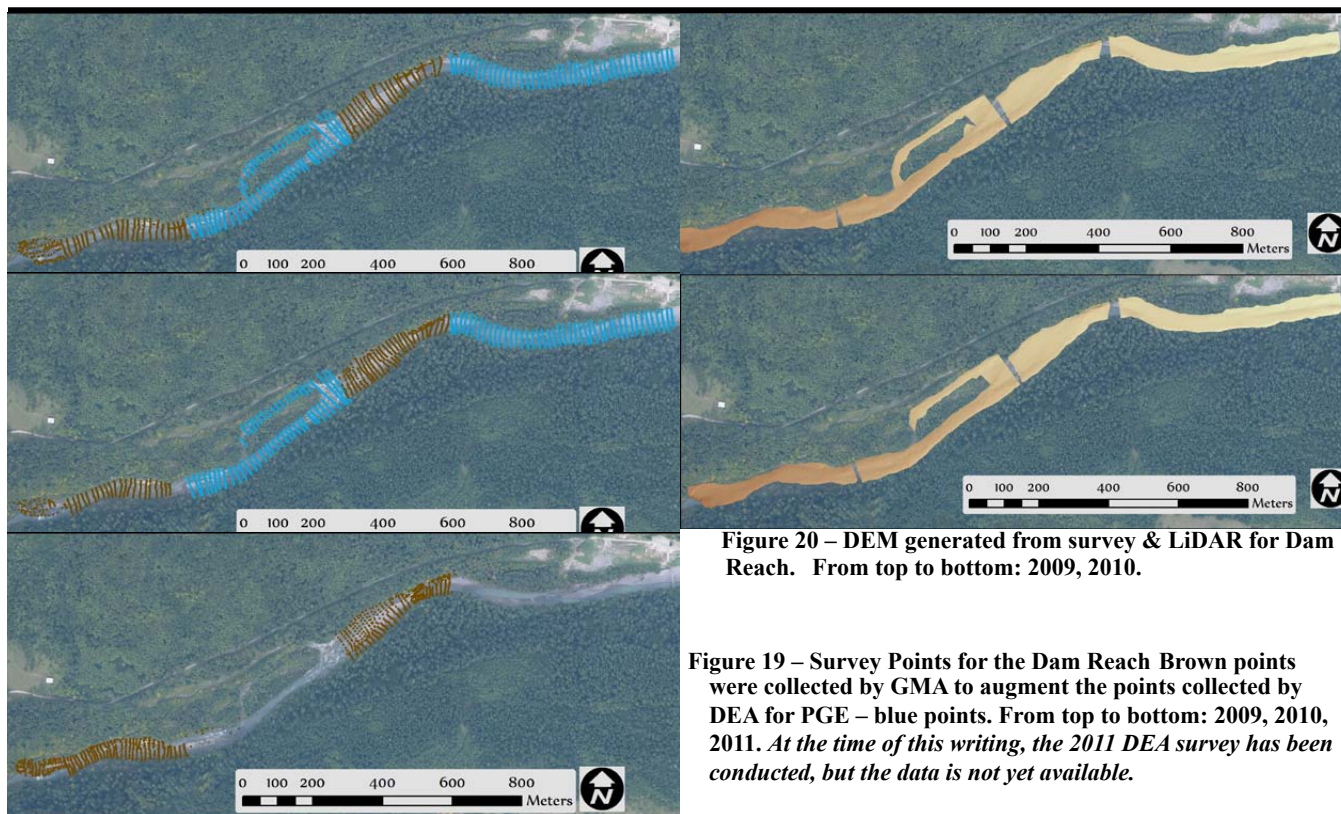 0 100 200 400 600 800
0 100 200 400 600 800
Meters
N
0 100 200 400 600 800
0 100 200 400 600 800
Meters
N
Figure 20 – DEM generated from survey & LiDAR for Dam
Reach. From top to bottom: 2009, 2010.
0 100 200 400 600 800
Meters
N
Figure 19 – Survey Points for the Dam Reach Brown points
were collected by GMA to augment the points collected by
DEA for PGE – blue points. From top to bottom: 2009, 2010,
2011. At the time of this writing, the 2011 DEA survey has been
conducted, but the data is not yet available.